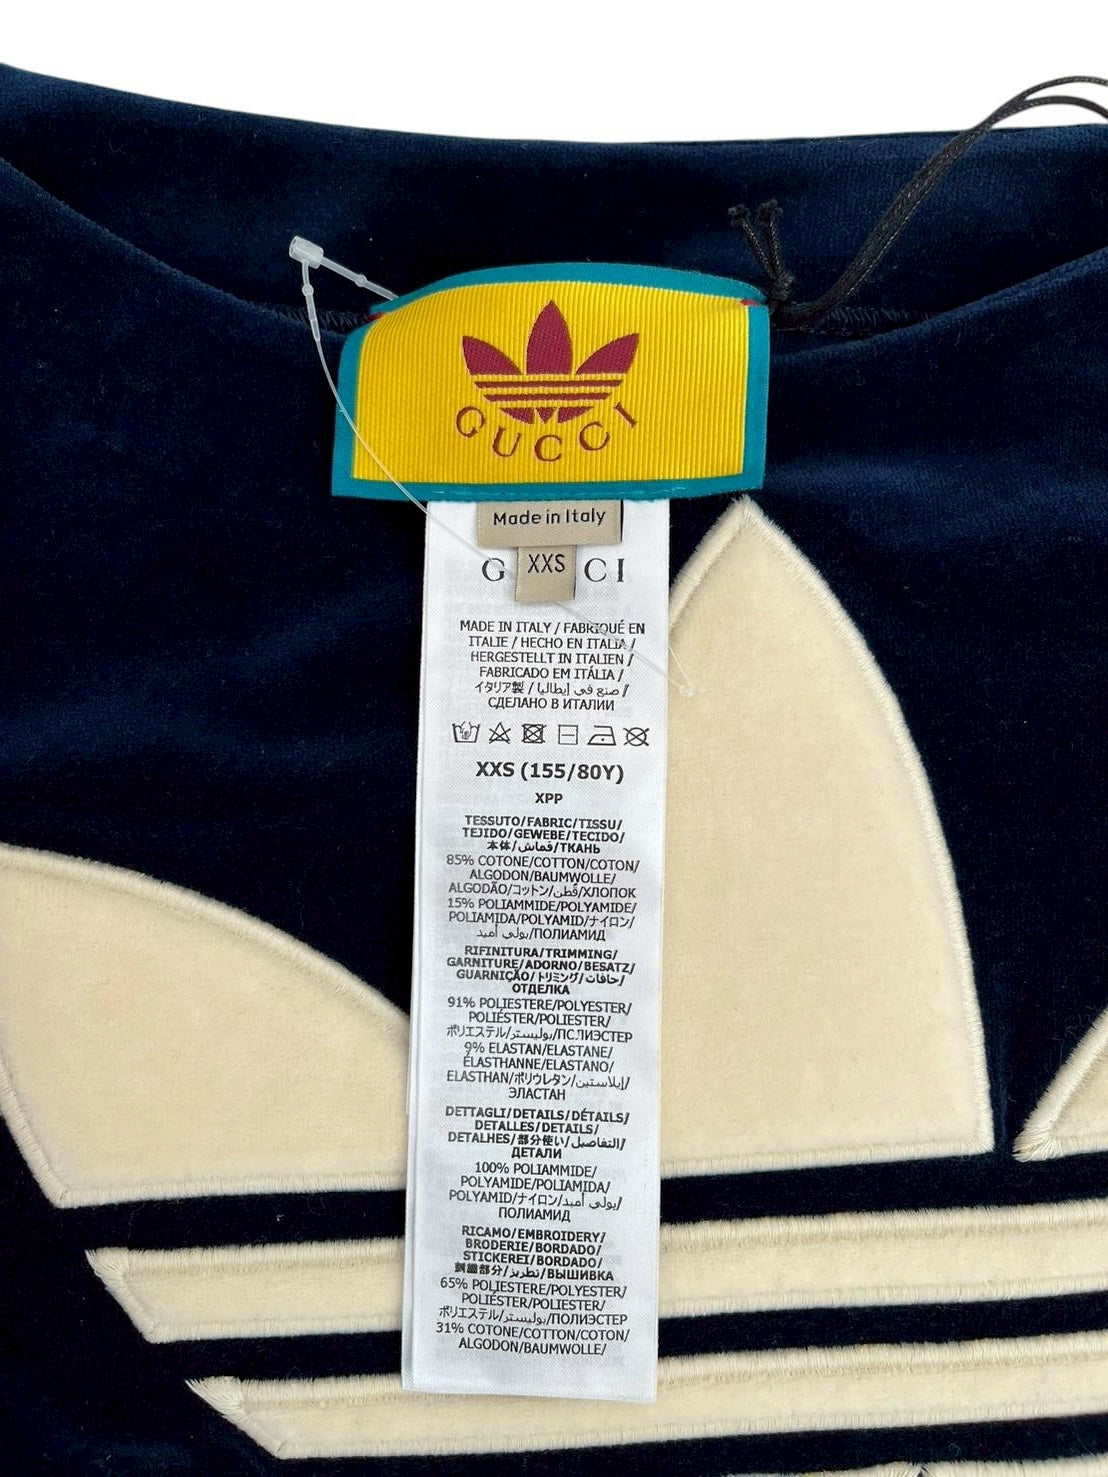 GUCCI
Made in Italy
XXS
G CI
MADE IN ITALY / FABRIQUÉ EN
ITALIE / HECHO EN ITALIA /
HERGESTELLT IN ITALIEN /
FABRICADO EM ITÁLIA /
イタリア製 / صنع في إيطاليا /
СДЕЛАНО В ИТАЛИИ
XXS (155/80Y)
XPP
TESSUTO/FABRIC/TISSU/
TEJIDO/GEWEBE/TECIDO/
本体/قماش/ТКАНЬ
85% COTONE/COTTON/COTON/
ALGODON/BAUMWOLLE/
ALGODÃO/コットン/قطن/ХЛОПОК
15% POLIAMMIDE/POLYAMIDE/
POLIAMIDA/POLYAMID/ナイロン/
بولي أميد/ПОЛИАМИД
RIFINITURA/TRIMMING/
GARNITURE/ADORNO/BESATZ/
GUARNIÇÃO/トリミング/حافات/
ОТДЕЛКА
91% POLIESTERE/POLYESTER/
POLIÉSTER/POLIESTER/
ポリエステル/بوليستر/ПОЛИЭСТЕР
9% ELASTAN/ELASTANE/
ÉLASTHANNE/ELASTANO/
ELASTHAN/ポリウレタン/إيلاستين/
ЭЛАСТАН
DETTAGLI/DETAILS/DÉTAILS/
DETALLES/DETAILS/
DETALHES/部分使い/التفاصيل/
ДЕТАЛИ
100% POLIAMMIDE/
POLYAMIDE/POLIAMIDA/
POLYAMID/ナイロン/بولي أميد/
ПОЛИАМИД
RICAMO/EMBROIDERY/
BRODERIE/BORDADO/
STICKEREI/BORDADO/
刺繍部分/تطريز/ВЫШИВКА
65% POLIESTERE/POLYESTER/
POLIÉSTER/POLIESTER/
ポリエステル/بوليستر/ПОЛИЭСТЕР
31% COTONE/COTTON/COTON/
ALGODON/BAUMWOLLE/